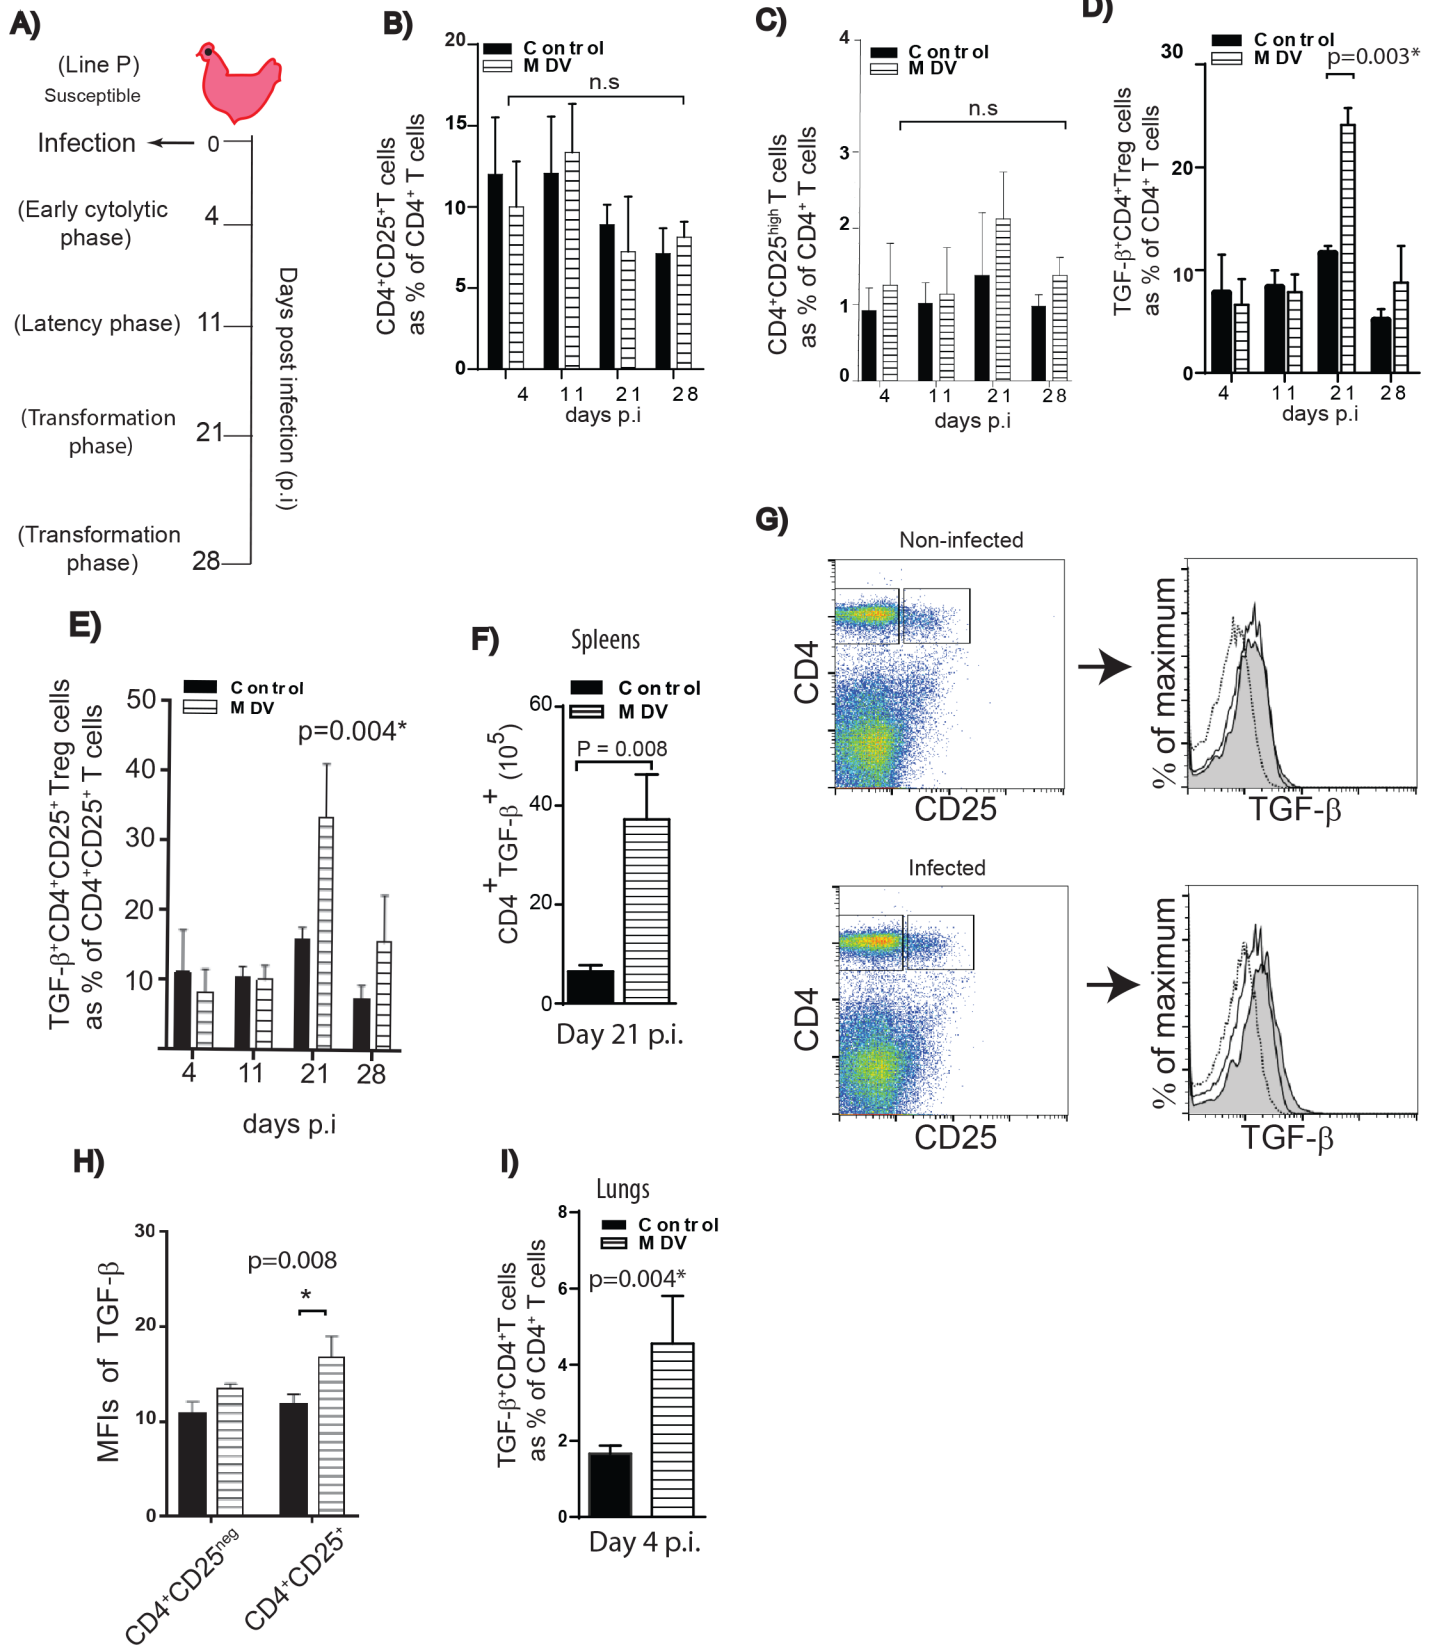 A)
(Line P)
Susceptible
Infection
0
(Early cytolytic
phase)
4
(Latency phase)
11
(Transformation
phase)
21
(Transformation
phase)
28
Days post infection (p.i)
B)
Control
MDV
n.s
CD4⁺CD25⁺T cells
as % of CD4⁺ T cells
20
15
10
5
0
4 11 21 28
days p.i
C)
Control
MDV
n.s
CD4⁺CD25ʰⁱᵍʰ T cells
as % of CD4⁺ T cells
4
3
2
1
0
4 11 21 28
days p.i
D)
Control
MDV
p=0.003*
TGF-β⁺CD4⁺Treg cells
as % of CD4⁺ T cells
30
20
10
0
4 11 21 28
days p.i
E)
Control
MDV
p=0.004*
TGF-β⁺CD4⁺CD25⁺Treg cells
as % of CD4⁺CD25⁺ T cells
50
40
30
20
10
4 11 21 28
days p.i
F)
Spleens
Control
MDV
P = 0.008
CD4⁺TGF-β⁺ (10⁵)
60
40
20
0
Day 21 p.i.
G)
Non-infected
CD4
CD25
% of maximum
TGF-β
Infected
CD4
CD25
% of maximum
TGF-β
H)
p=0.008
*
MFIs of TGF-β
30
20
10
0
CD4⁺CD25ⁿᵉᵍ
CD4⁺CD25⁺
I)
Lungs
Control
MDV
p=0.004*
TGF-β⁺CD4⁺T cells
as % of CD4⁺ T cells
8
6
4
2
0
Day 4 p.i.